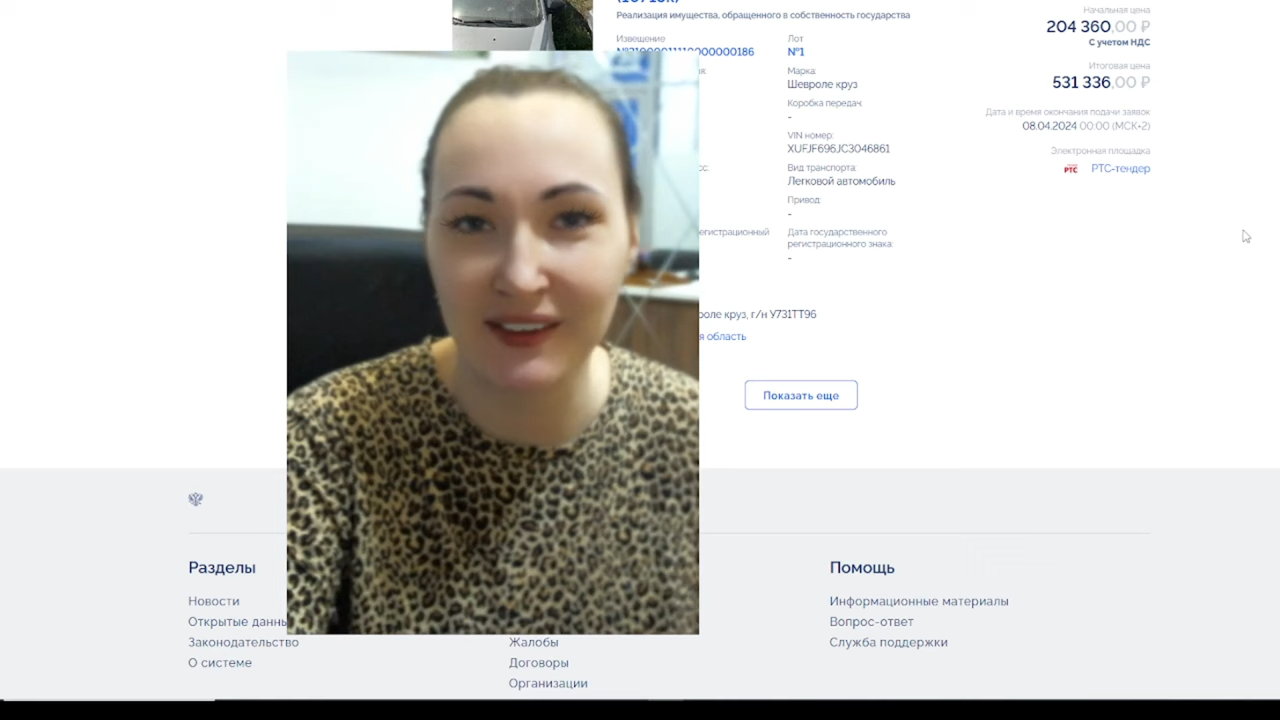 Реализация имущества, обращенного в собственность государства
Извещение
Лот
№1
Марка:
Шевроле круз
Коробка передач:
-
VIN номер:
XUFJF696JC3046861
Вид транспорта:
Легковой автомобиль
Привод:
-
Дата государственного
регистрационного знака:
-
круз, г/н У731ТТ96
область
Показать еще
Начальная цена
204 360,00 ₽
С учетом НДС
Итоговая цена
531 336,00 ₽
Дата и время окончания подачи заявок
08.04.2024 00:00 (МСК+2)
Электронная площадка
РТС РТС-тендер
Разделы
Новости
Открытые
Законодательство
О системе
Жалобы
Договоры
Организации
Помощь
Информационные материалы
Вопрос-ответ
Служба поддержки